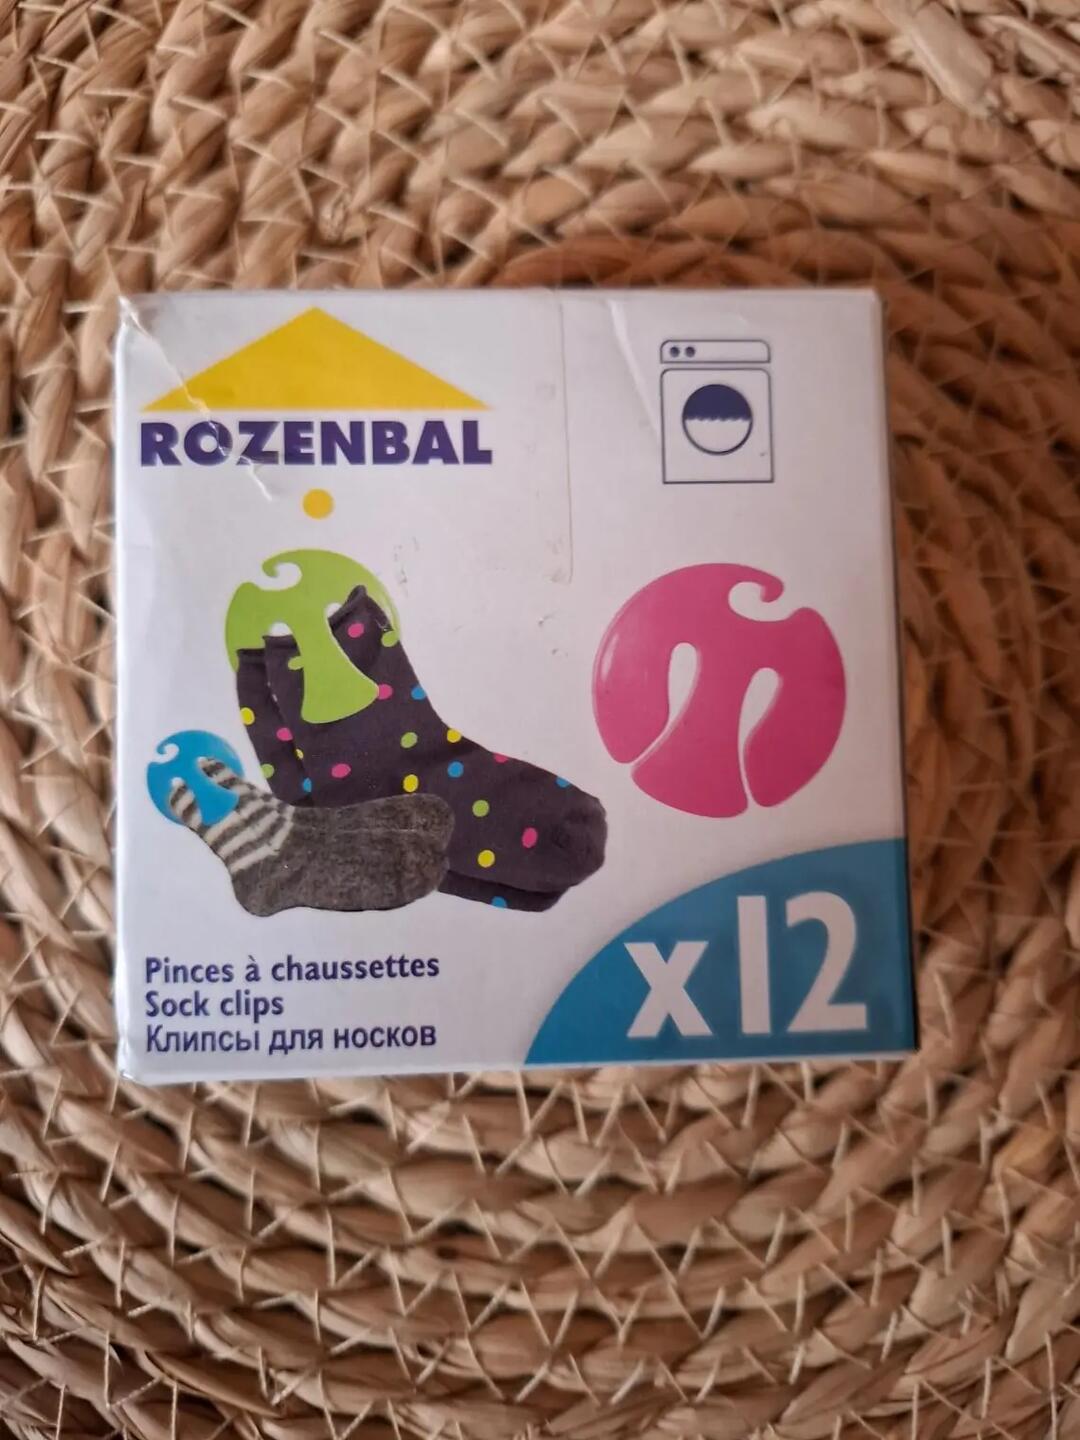 ROZENBAL
Pinces à chaussettes
Sock clips
Клипсы для носков
x12